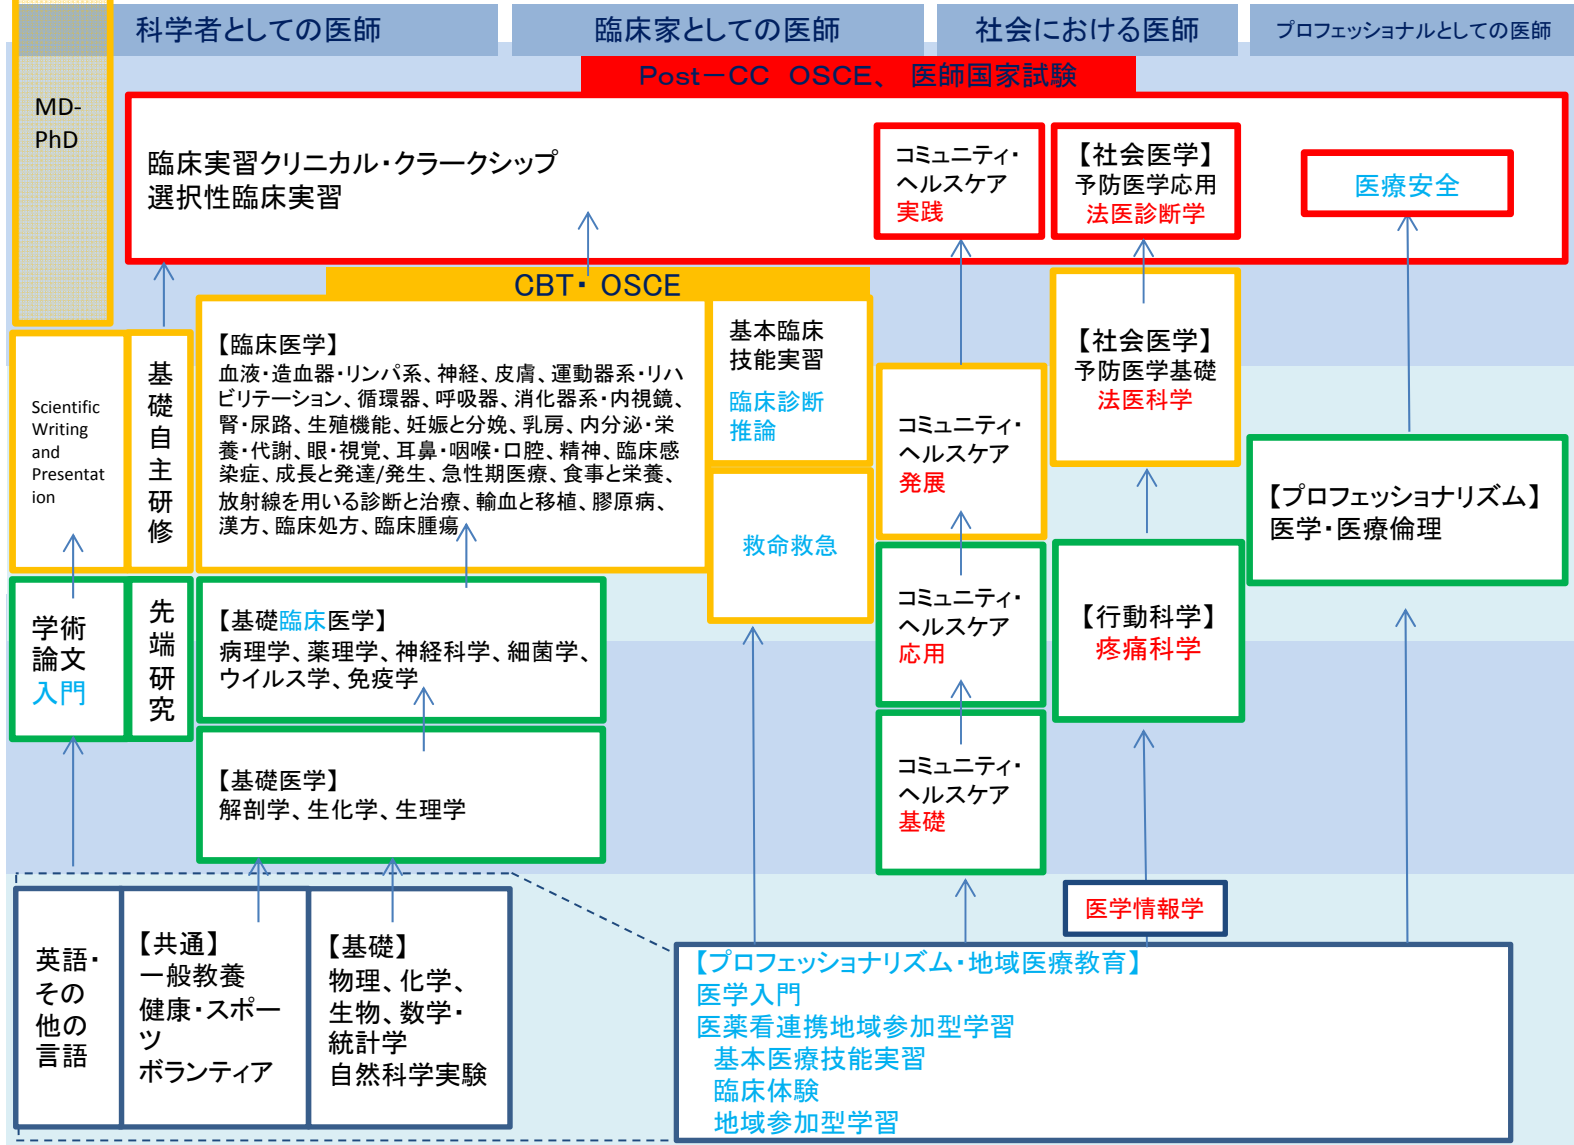 科学者としての医師
臨床家としての医師
社会における医師
プロフェッショナルとしての医師
Post－CC　OSCE、 医師国家試験
MD-
PhD
臨床実習クリニカル・クラークシップ
選択性臨床実習
コミュニティ・
ヘルスケア
実践
【社会医学】
予防医学応用
法医診断学
医療安全
CBT・ OSCE
Scientific
Writing
and
Presentat
ion
基
礎
自
主
研
修
【臨床医学】
血液・造血器・リンパ系、神経、皮膚、運動器系・リハ
ビリテーション、循環器、呼吸器、消化器系・内視鏡、
腎・尿路、生殖機能、妊娠と分娩、乳房、内分泌・栄
養・代謝、眼・視覚、耳鼻・咽喉・口腔、精神、臨床感
染症、成長と発達/発生、急性期医療、食事と栄養、
放射線を用いる診断と治療、輸血と移植、膠原病、
漢方、臨床処方、臨床腫瘍
基本臨床
技能実習
臨床診断
推論
救命救急
コミュニティ・
ヘルスケア
発展
【社会医学】
予防医学基礎
法医科学
【プロフェッショナリズム】
医学・医療倫理
学術
論文
入門
先
端
研
究
【基礎臨床医学】
病理学、薬理学、神経科学、細菌学、
ウイルス学、免疫学
コミュニティ・
ヘルスケア
応用
【行動科学】
疼痛科学
【基礎医学】
解剖学、生化学、生理学
コミュニティ・
ヘルスケア
基礎
医学情報学
英語・
その
他の
言語
【共通】
一般教養
健康・スポー
ツ
ボランティア
【基礎】
物理、化学、
生物、数学・
統計学
自然科学実験
【プロフェッショナリズム・地域医療教育】
医学入門
医薬看連携地域参加型学習
基本医療技能実習
臨床体験
地域参加型学習